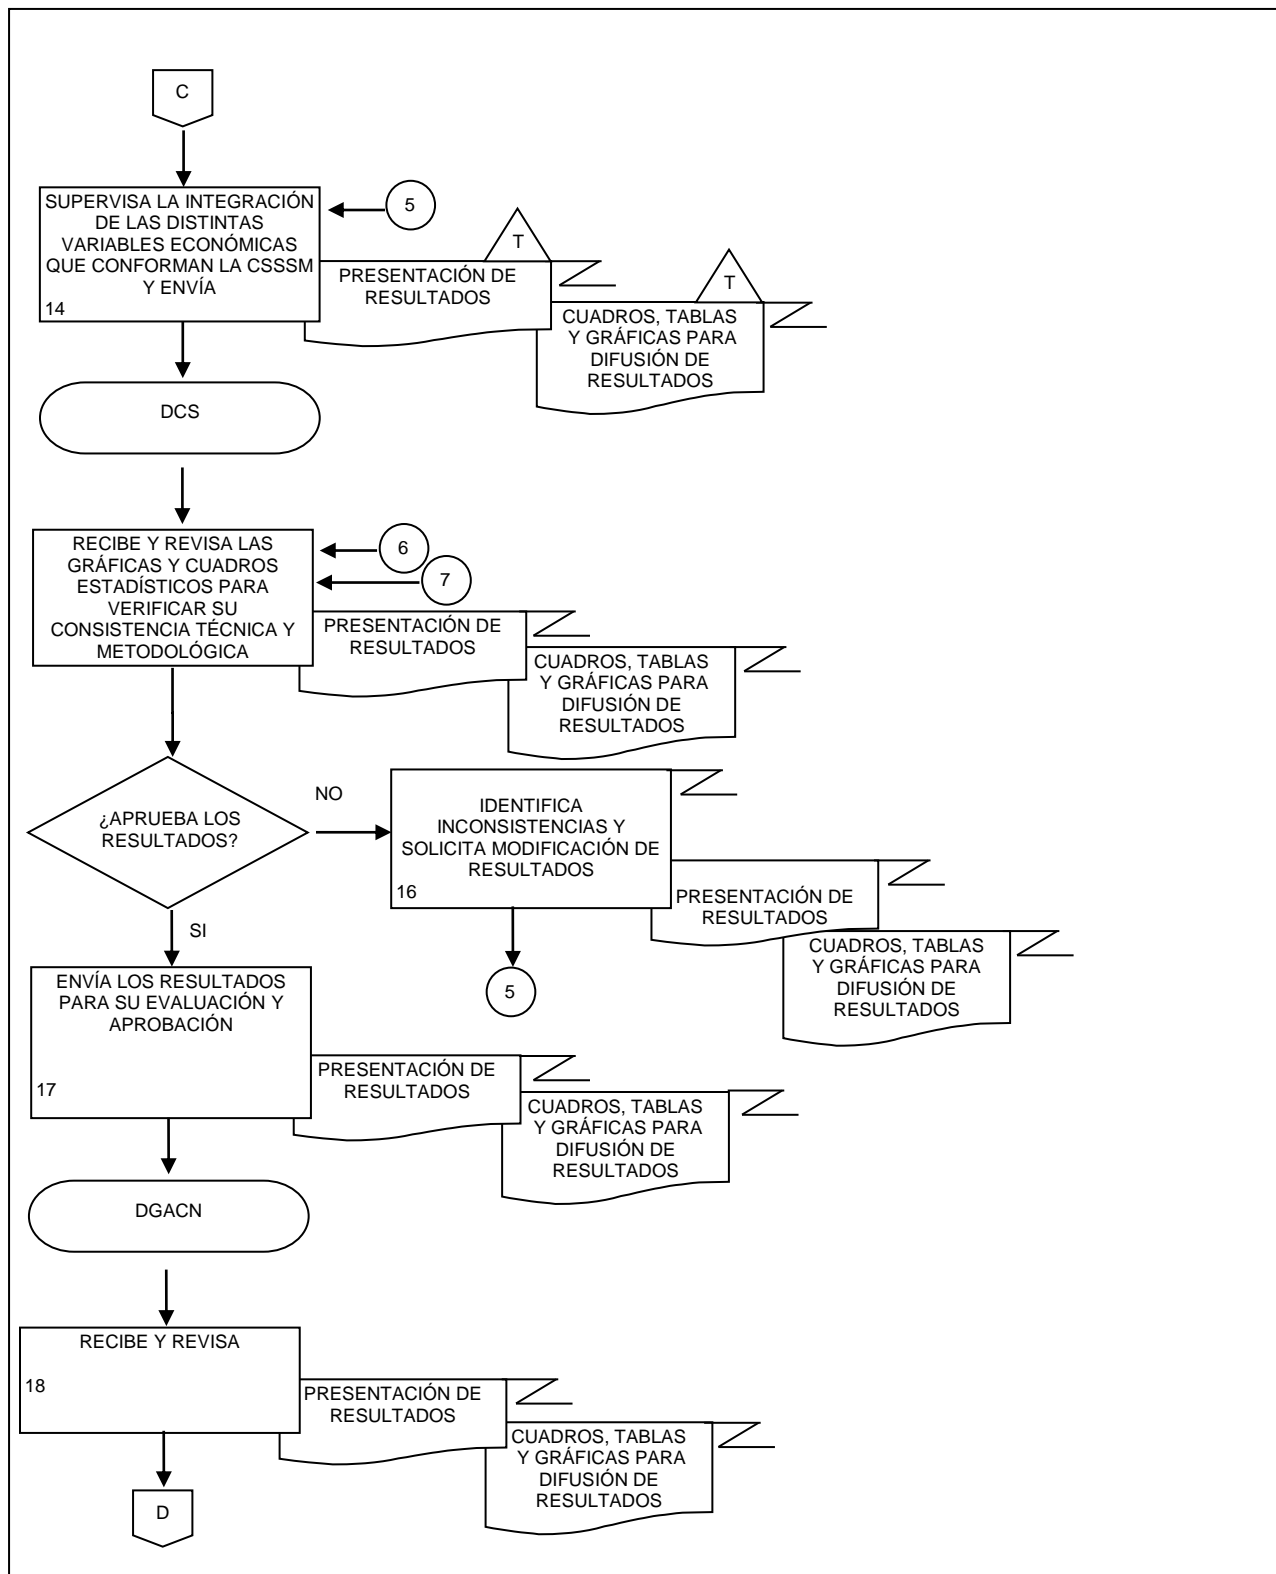 C
SUPERVISA LA INTEGRACIÓN
DE LAS DISTINTAS
VARIABLES ECONÓMICAS
QUE CONFORMAN LA CSSSM
Y ENVÍA
14
5
T
PRESENTACIÓN DE
RESULTADOS
T
CUADROS, TABLAS
Y GRÁFICAS PARA
DIFUSIÓN DE
RESULTADOS
DCS
RECIBE Y REVISA LAS
GRÁFICAS Y CUADROS
ESTADÍSTICOS PARA
VERIFICAR SU
CONSISTENCIA TÉCNICA Y
METODOLÓGICA
6
7
PRESENTACIÓN DE
RESULTADOS
CUADROS, TABLAS
Y GRÁFICAS PARA
DIFUSIÓN DE
RESULTADOS
¿APRUEBA LOS
RESULTADOS?
NO
IDENTIFICA
INCONSISTENCIAS Y
SOLICITA MODIFICACIÓN DE
RESULTADOS
16
PRESENTACIÓN DE
RESULTADOS
CUADROS, TABLAS
Y GRÁFICAS PARA
DIFUSIÓN DE
RESULTADOS
5
SI
ENVÍA LOS RESULTADOS
PARA SU EVALUACIÓN Y
APROBACIÓN
17
PRESENTACIÓN DE
RESULTADOS
CUADROS, TABLAS
Y GRÁFICAS PARA
DIFUSIÓN DE
RESULTADOS
DGACN
RECIBE Y REVISA
18
PRESENTACIÓN DE
RESULTADOS
CUADROS, TABLAS
Y GRÁFICAS PARA
DIFUSIÓN DE
RESULTADOS
D